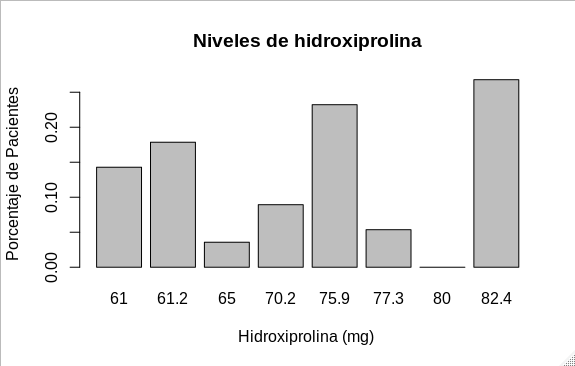 Niveles de hidroxiprolina
Porcentaje de Pacientes
0.20
0.10
0.00
61 61.2 65 70.2 75.9 77.3 80 82.4
Hidroxiprolina (mg)